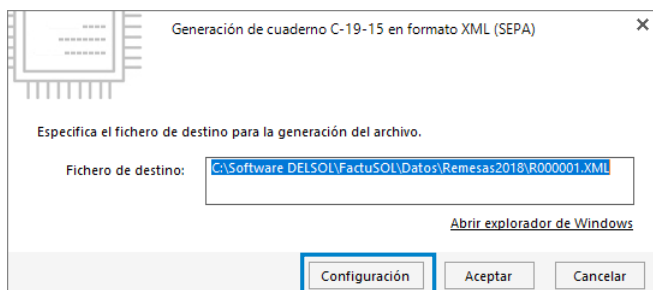 Generación de cuaderno C-19-15 en formato XML (SEPA)
Especifica el fichero de destino para la generación del archivo.
Fichero de destino: C:\Software DELSOL\FactuSOL\Datos\Remesas2018\R000001.XML
Abrir explorador de Windows
Configuración Aceptar Cancelar